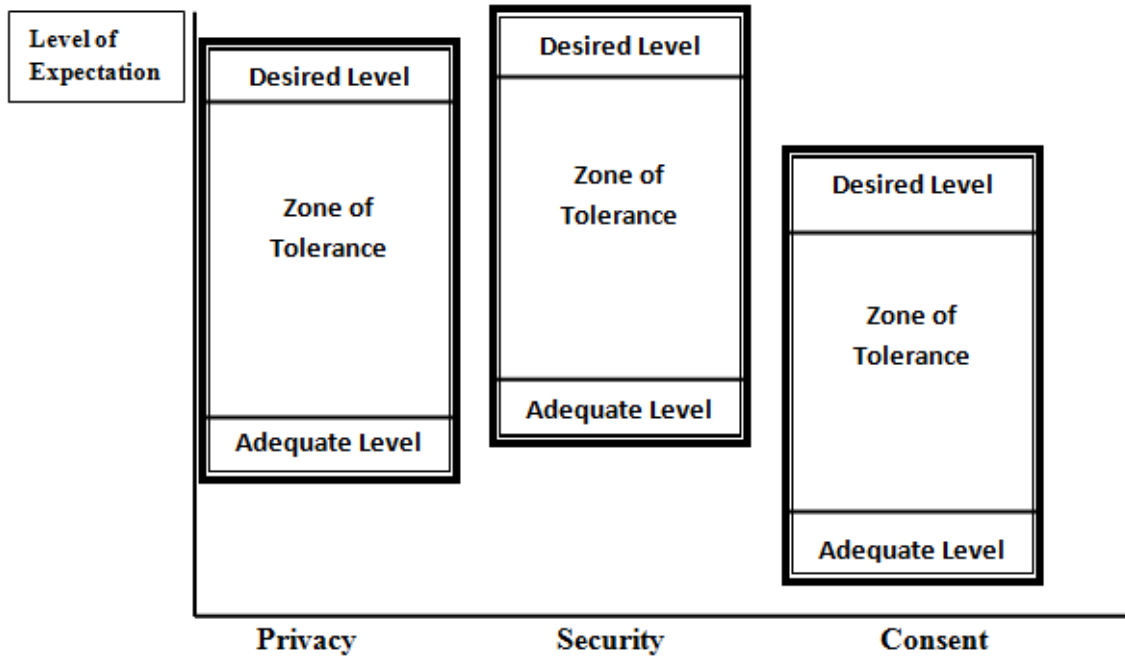 Level of
Expectation
Desired Level
Zone of
Tolerance
Adequate Level
Desired Level
Zone of
Tolerance
Adequate Level
Desired Level
Zone of
Tolerance
Adequate Level
Privacy
Security
Consent